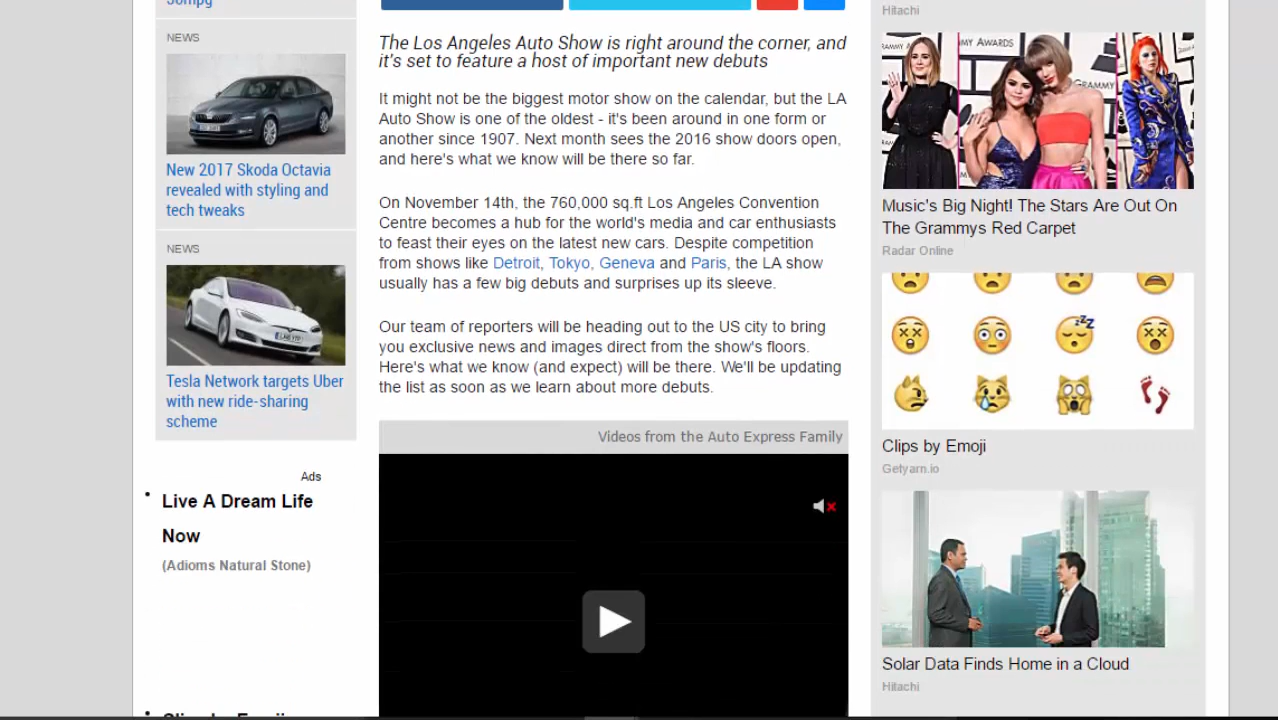 50mpg
NEWS
New 2017 Skoda Octavia
revealed with styling and
tech tweaks
NEWS
Tesla Network targets Uber
with new ride-sharing
scheme
Ads
Live A Dream Life
Now
(Adioms Natural Stone)
The Los Angeles Auto Show is right around the corner, and
it's set to feature a host of important new debuts
It might not be the biggest motor show on the calendar, but the LA
Auto Show is one of the oldest - it's been around in one form or
another since 1907. Next month sees the 2016 show doors open,
and here's what we know will be there so far.
On November 14th, the 760,000 sq.ft Los Angeles Convention
Centre becomes a hub for the world's media and car enthusiasts
to feast their eyes on the latest new cars. Despite competition
from shows like Detroit, Tokyo, Geneva and Paris, the LA show
usually has a few big debuts and surprises up its sleeve.
Our team of reporters will be heading out to the US city to bring
you exclusive news and images direct from the show's floors.
Here's what we know (and expect) will be there. We'll be updating
the list as soon as we learn about more debuts.
Videos from the Auto Express Family
Hitachi
MY AWARDS
GRAMMY
Music's Big Night! The Stars Are Out On
The Grammys Red Carpet
Radar Online
Clips by Emoji
Getyarn.io
Solar Data Finds Home in a Cloud
Hitachi